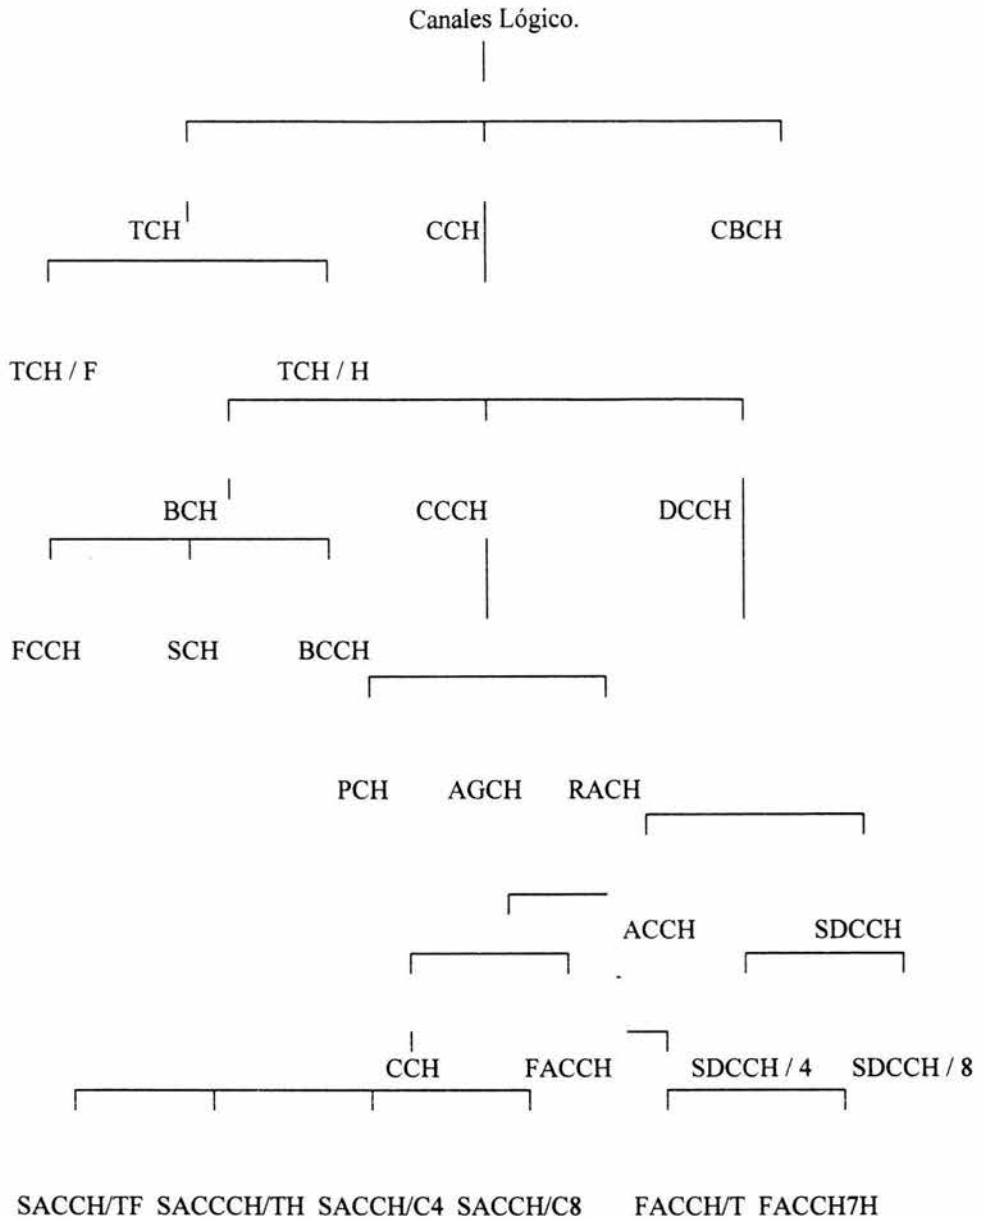 Canales Lógico.
TCH CCH CBCH
TCH / F TCH / H
BCH CCCH DCCH
FCCH SCH BCCH
PCH AGCH RACH
ACCH SDCCH
CCH FACCH SDCCH / 4 SDCCH / 8
SACCH/TF SACCCH/TH SACCH/C4 SACCH/C8 FACCH/T FACCH7H